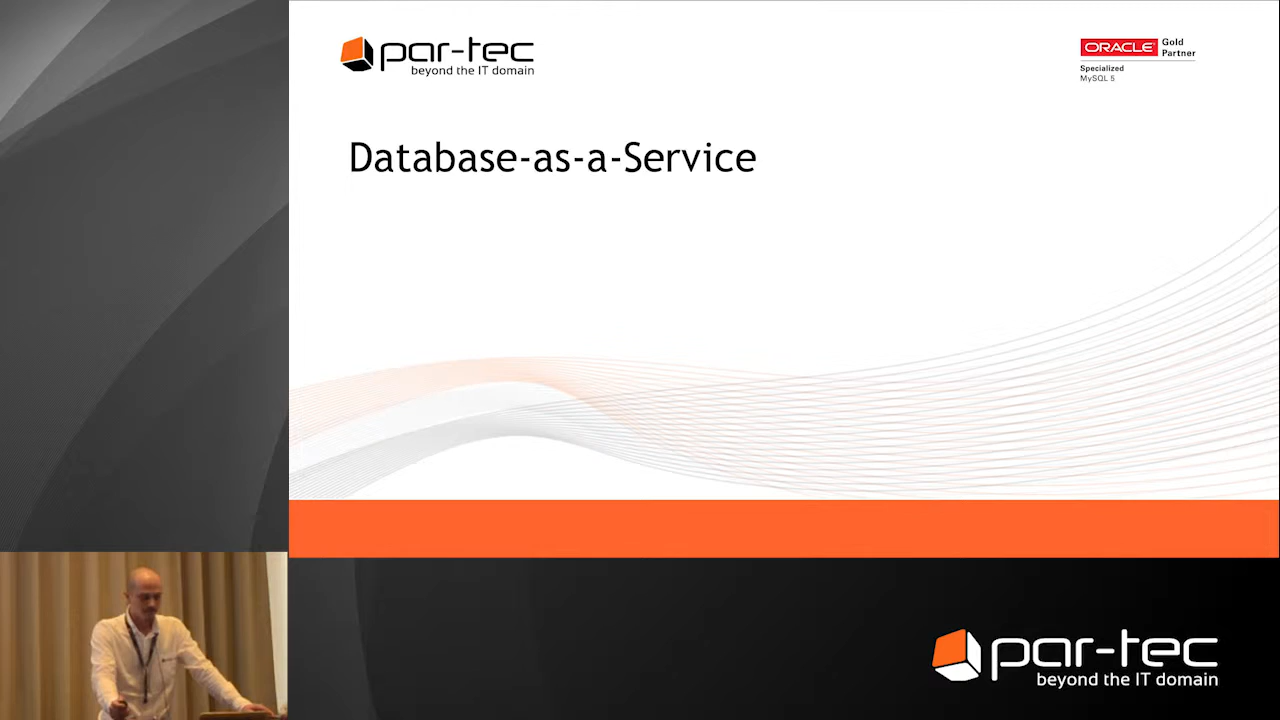 par-tec
beyond the IT domain
ORACLE Gold
Partner
Specialized
MySQL 5
Database-as-a-Service
par-tec
beyond the IT domain